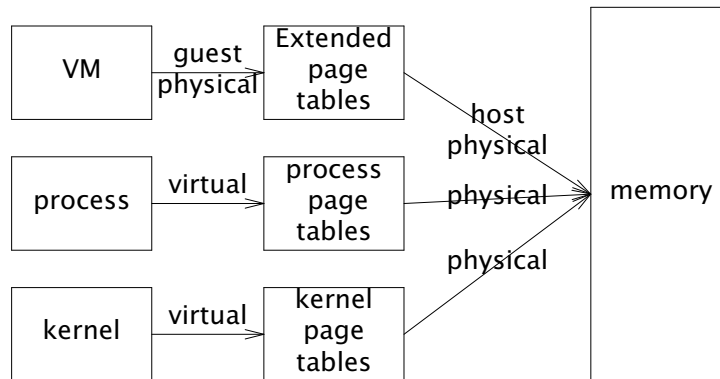 VM
guest
physical
Extended
page
tables
host
physical
process
virtual
process
page
tables
physical
memory
kernel
virtual
kernel
page
tables
physical